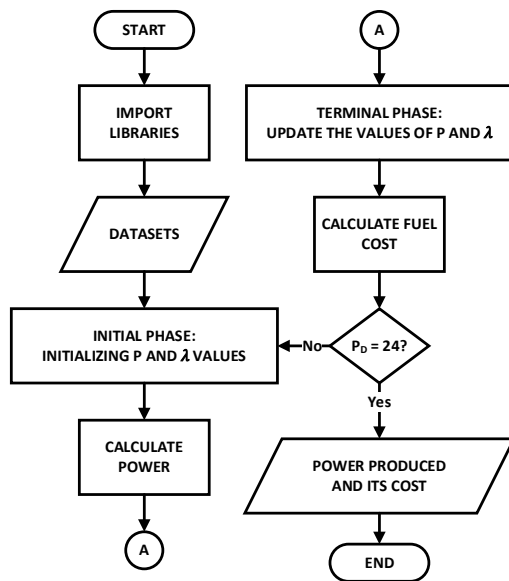 START
IMPORT
LIBRARIES
DATASETS
INITIAL PHASE:
INITIALIZING P AND λ VALUES
CALCULATE
POWER
A
A
TERMINAL PHASE:
UPDATE THE VALUES OF P AND λ
CALCULATE FUEL
COST
P_D = 24?
No
Yes
POWER PRODUCED
AND ITS COST
END